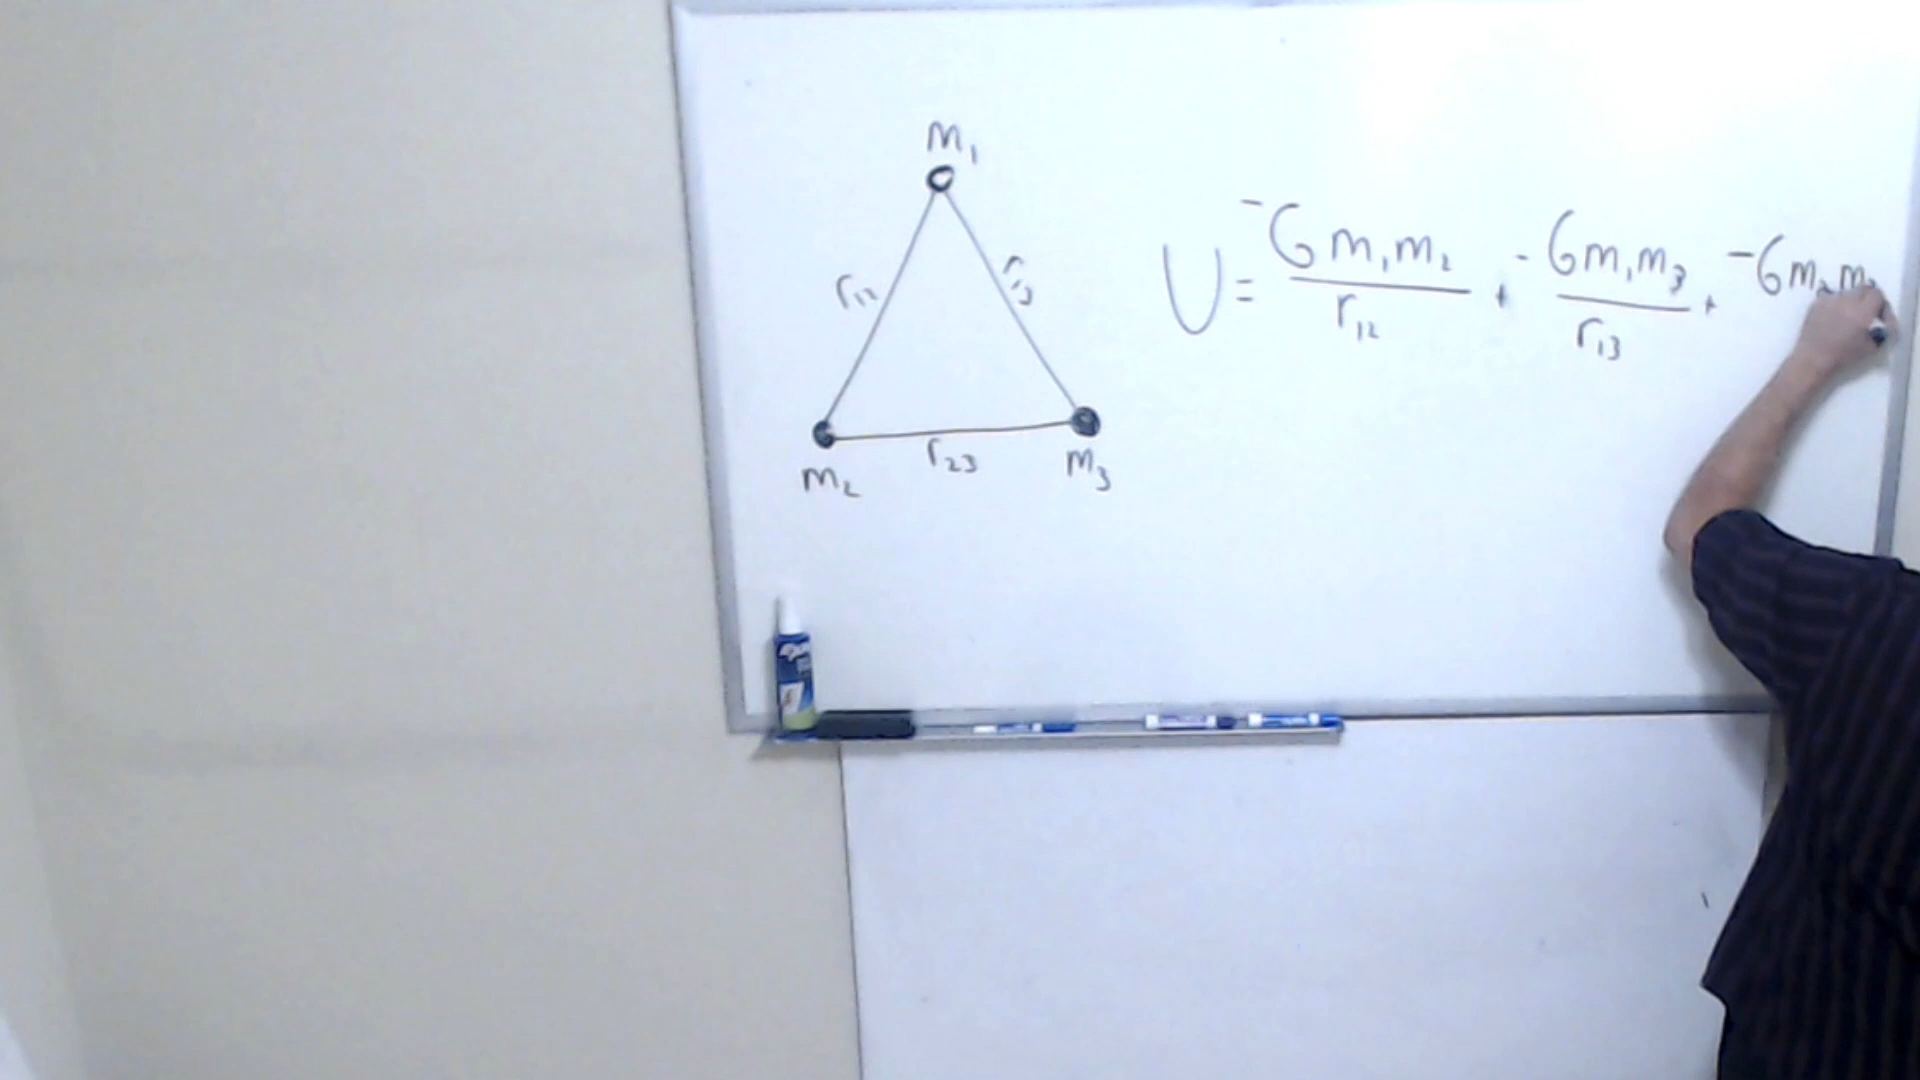 m₁
r₁₂
r₁₃
m₂
r₂₃
m₃
U = -Gm₁m₂/r₁₂ + -Gm₁m₃/r₁₃ + -Gm₂m₃